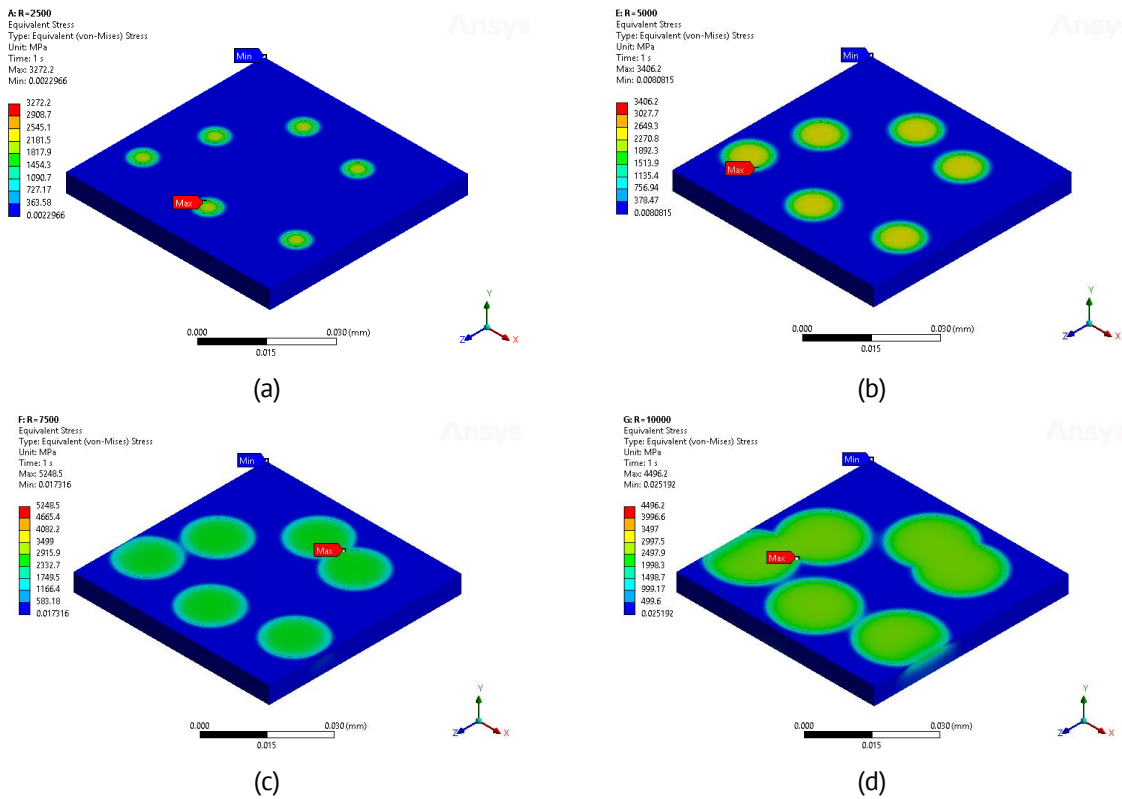 A: R=2500
Equivalent Stress
Type: Equivalent (von-Mises) Stress
Unit: MPa
Time: 1 s
Max: 3272.2
Min: 0.0022966
3272.2
2908.7
2545.1
2181.5
1817.9
1454.3
1090.7
727.17
363.58
0.0022966
Min
Max
Ansys
0.000 0.030 (mm)
0.015
Y
Z X
(a)
E: R=5000
Equivalent Stress
Type: Equivalent (von-Mises) Stress
Unit: MPa
Time: 1 s
Max: 3406.2
Min: 0.0080815
3406.2
3027.7
2649.3
2270.8
1892.3
1513.9
1135.4
756.94
378.47
0.0080815
Min
Max
Ansys
0.000 0.030 (mm)
0.015
Y
Z X
(b)
F: R=7500
Equivalent Stress
Type: Equivalent (von-Mises) Stress
Unit: MPa
Time: 1 s
Max: 5248.5
Min: 0.017316
5248.5
4665.4
4082.2
3499
2915.9
2332.7
1749.5
1166.4
583.18
0.017316
Min
Max
Ansys
0.000 0.030 (mm)
0.015
Y
Z X
(c)
G: R=10000
Equivalent Stress
Type: Equivalent (von-Mises) Stress
Unit: MPa
Time: 1 s
Max: 4496.2
Min: 0.025192
4496.2
3996.6
3497
2997.5
2497.9
1998.3
1498.7
999.17
499.6
0.025192
Min
Max
Ansys
0.000 0.030 (mm)
0.015
Y
Z X
(d)